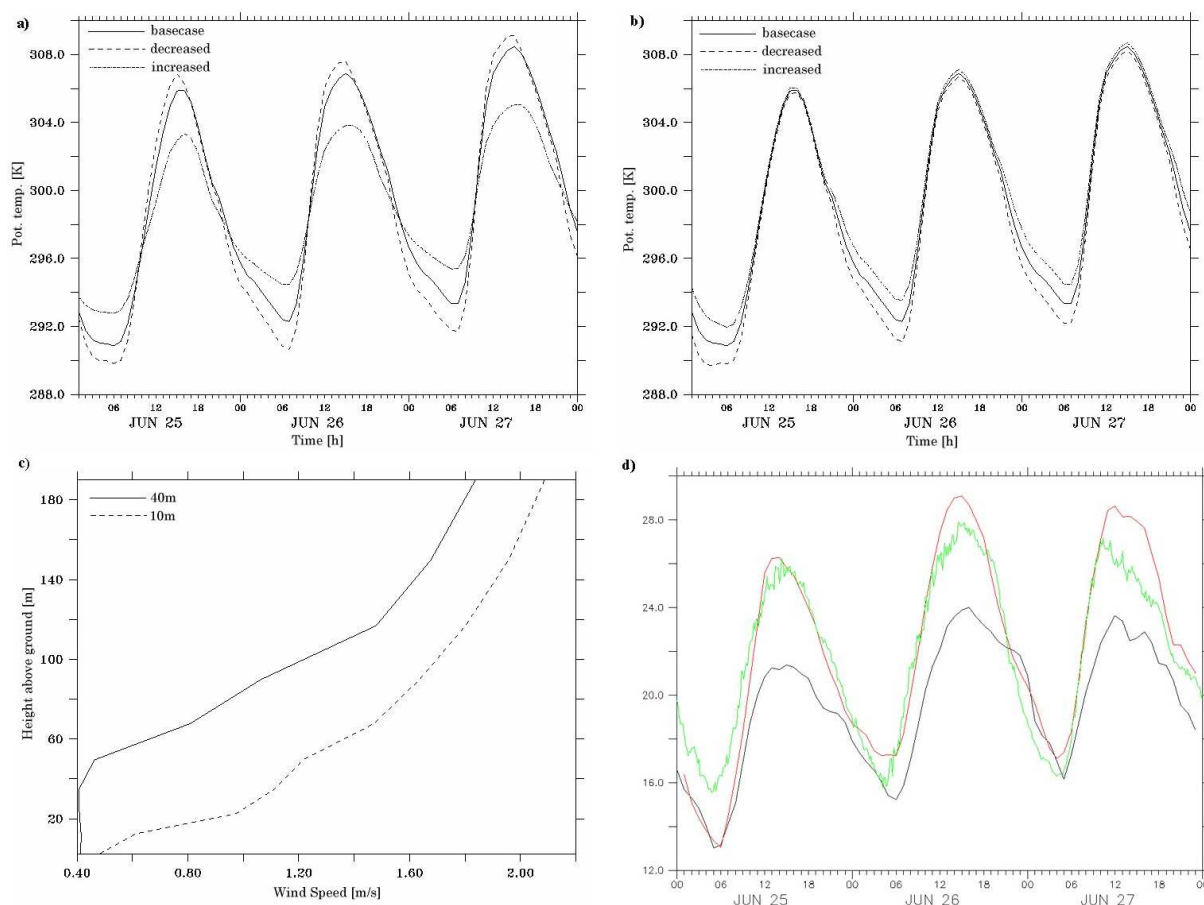 a)
basecase
decreased
increased
308.0
304.0
300.0
296.0
292.0
288.0
Pot. temp. [K]
06 12 18 00 06 12 18 00 06 12 18 00
JUN 25 JUN 26 JUN 27
Time [h]
b)
basecase
decreased
increased
308.0
304.0
300.0
296.0
292.0
288.0
Pot. temp. [K]
06 12 18 00 06 12 18 00 06 12 18 00
JUN 25 JUN 26 JUN 27
Time [h]
c)
40m
10m
180
140
100
60
20
Height above ground [m]
0.40 0.80 1.20 1.60 2.00
Wind Speed [m/s]
d)
28.0
24.0
20.0
16.0
12.0
00 06 12 18 00 06 12 18 00 06 12 18 00
JUN 25 JUN 26 JUN 27